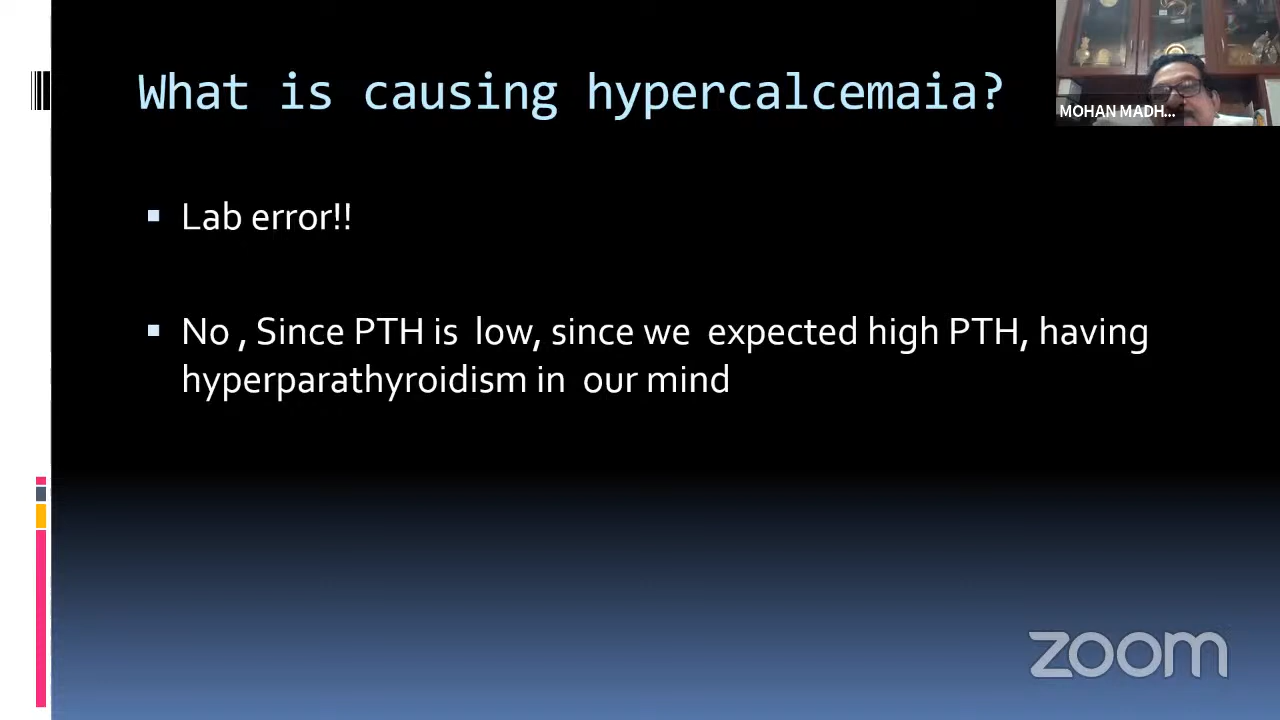 What is causing hypercalcemaia?
MOHAN MADH...
Lab error!!
No , Since PTH is low, since we expected high PTH, having
hyperparathyroidism in our mind
zoom